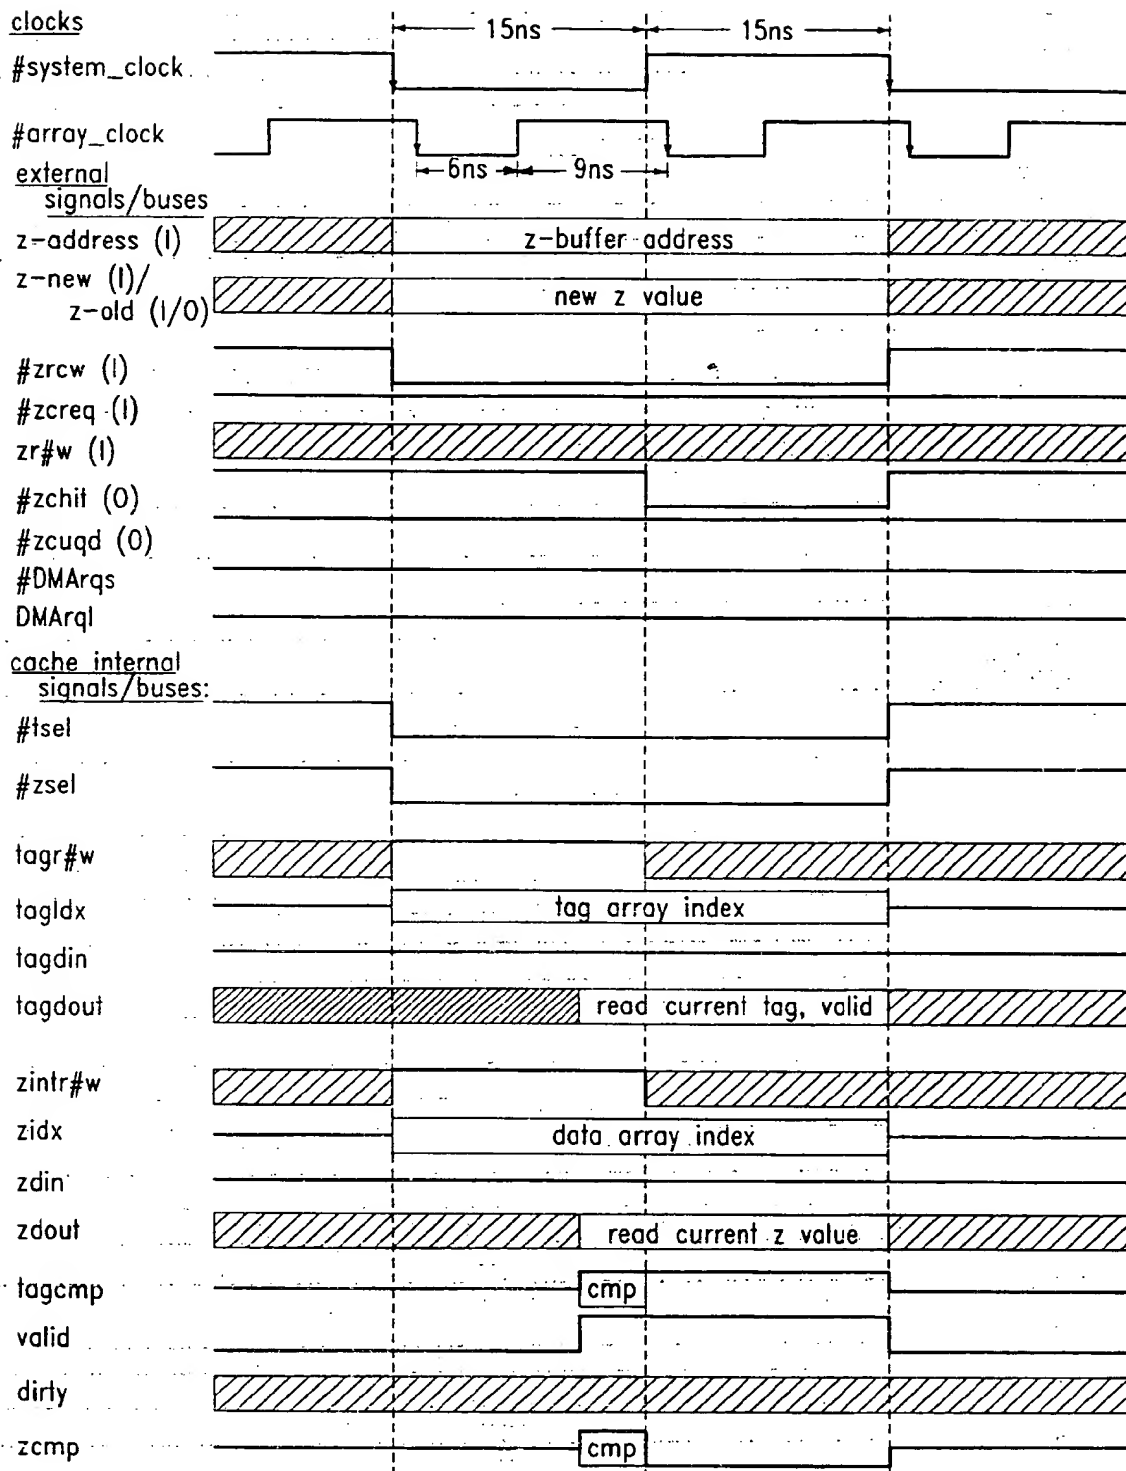 clocks
15ns 15ns
#system_clock
#array_clock
6ns 9ns
external
signals/buses
z-address (I) z-buffer address
z-new (I)/
z-old (I/O) new z value
#zrcw (I)
#zcreq (I)
zr#w (I)
#zchit (O)
#zcuqd (O)
#DMArqs
DMArql
cache internal
signals/buses:
#tsel
#zsel
tagr#w
tagIdx tag array index
tagdin
tagdout read current tag, valid
zintr#w
zidx data array index
zdin
zdout read current z value
tagcmp cmp
valid
dirty
zcmp cmp